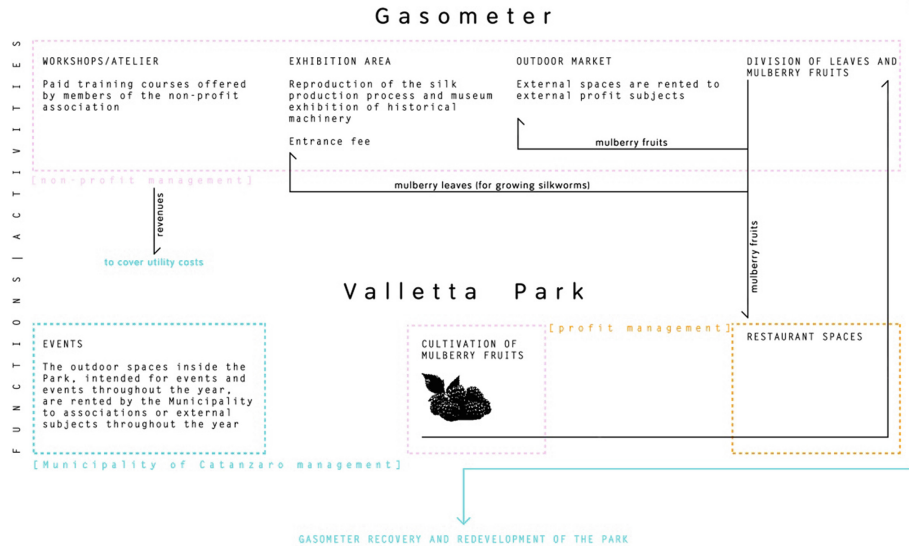 Gasometer
FUNCTIONS|ACTIVITIES
WORKSHOPS/ATELIER
Paid training courses offered
by members of the non-profit
association
EXHIBITION AREA
Reproduction of the silk
production process and museum
exhibition of historical
machinery
Entrance fee
OUTDOOR MARKET
External spaces are rented to
external profit subjects
DIVISION OF LEAVES AND
MULBERRY FRUITS
mulberry fruits
mulberry leaves (for growing silkworms)
[non-profit management]
revenues
to cover utility costs
mulberry fruits
Valletta Park
EVENTS
The outdoor spaces inside the
Park, intended for events and
events throughout the year,
are rented by the Municipality
to associations or external
subjects throughout the year
[Municipality of Catanzaro management]
CULTIVATION OF
MULBERRY FRUITS
[profit management]
RESTAURANT SPACES
GASOMETER RECOVERY AND REDEVELOPMENT OF THE PARK